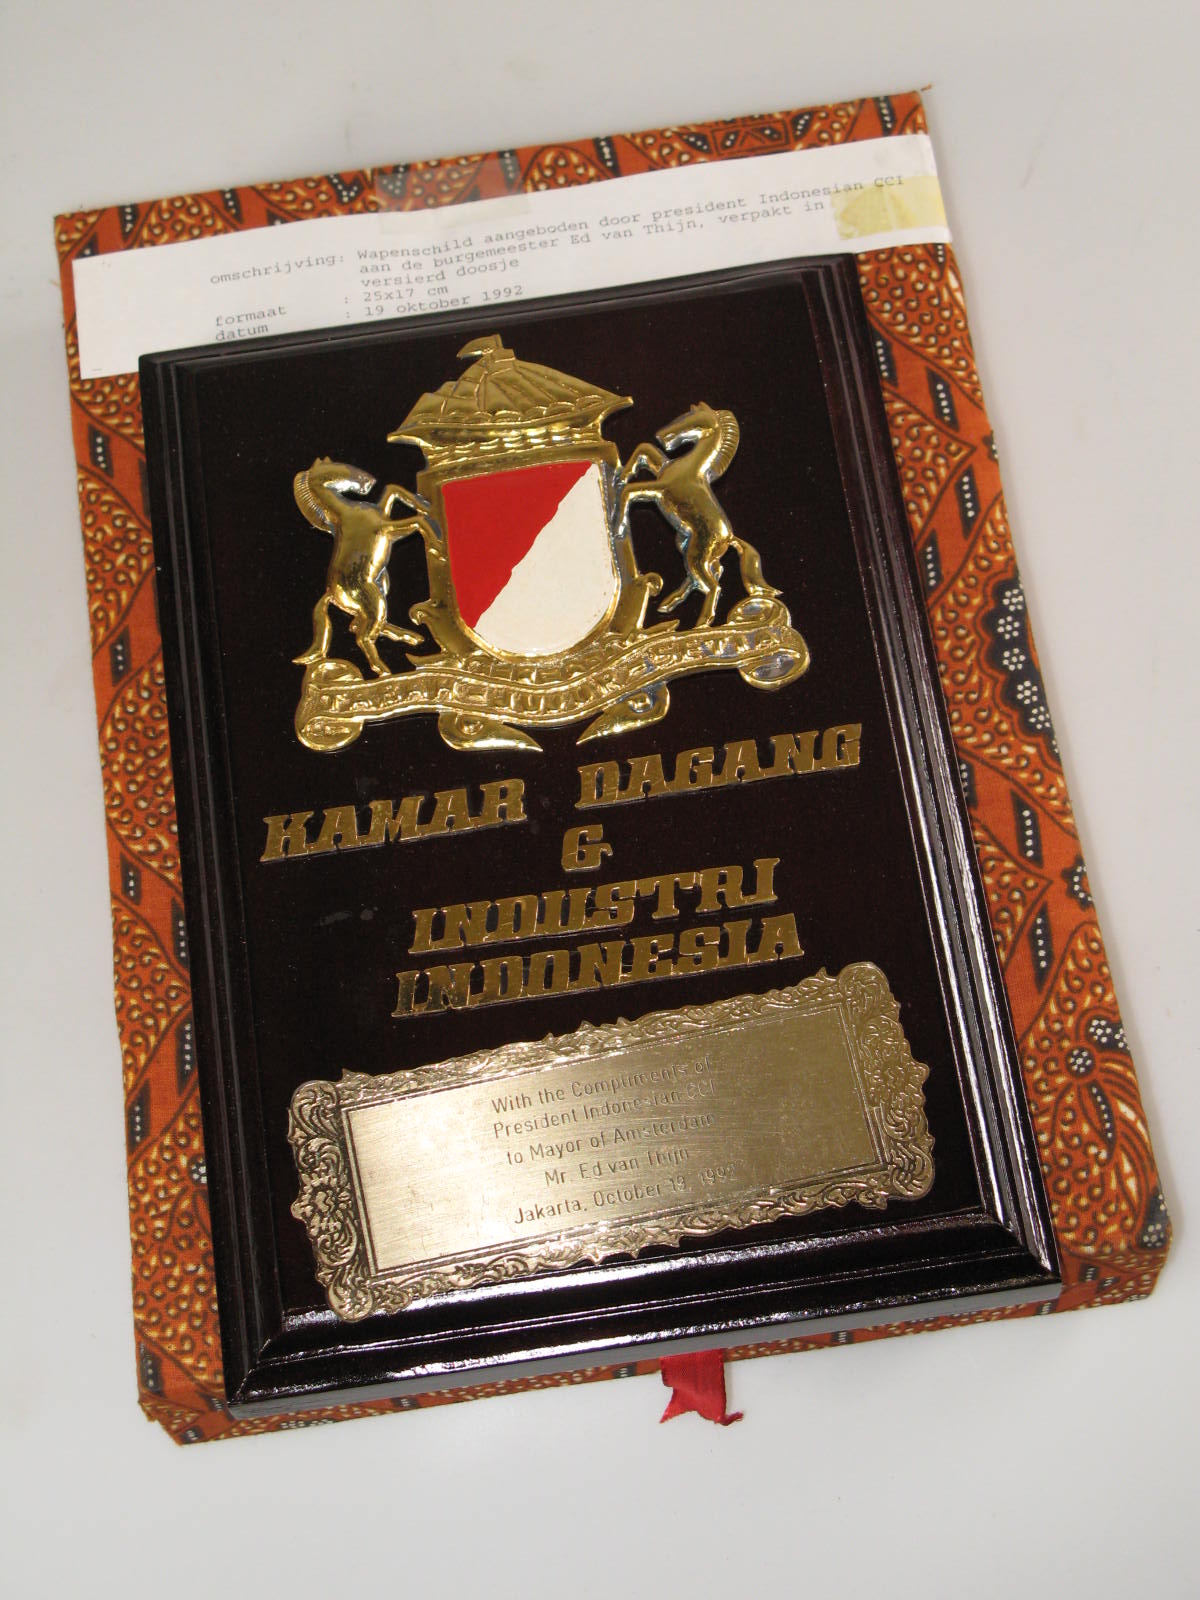 omschrijving: Wapenschild aangeboden door president Indonesian CCI
aan de burgemeester Ed van Thijn, verpakt in
versierd doosje
formaat : 25x17 cm
datum : 19 oktober 1992
KAMAR DAGANG
&
INDUSTRI
INDONESIA
With the Compliments of
President Indonesian CCI
to Mayor of Amsterdam
Mr. Ed van Thijn
Jakarta, October 19, 1992